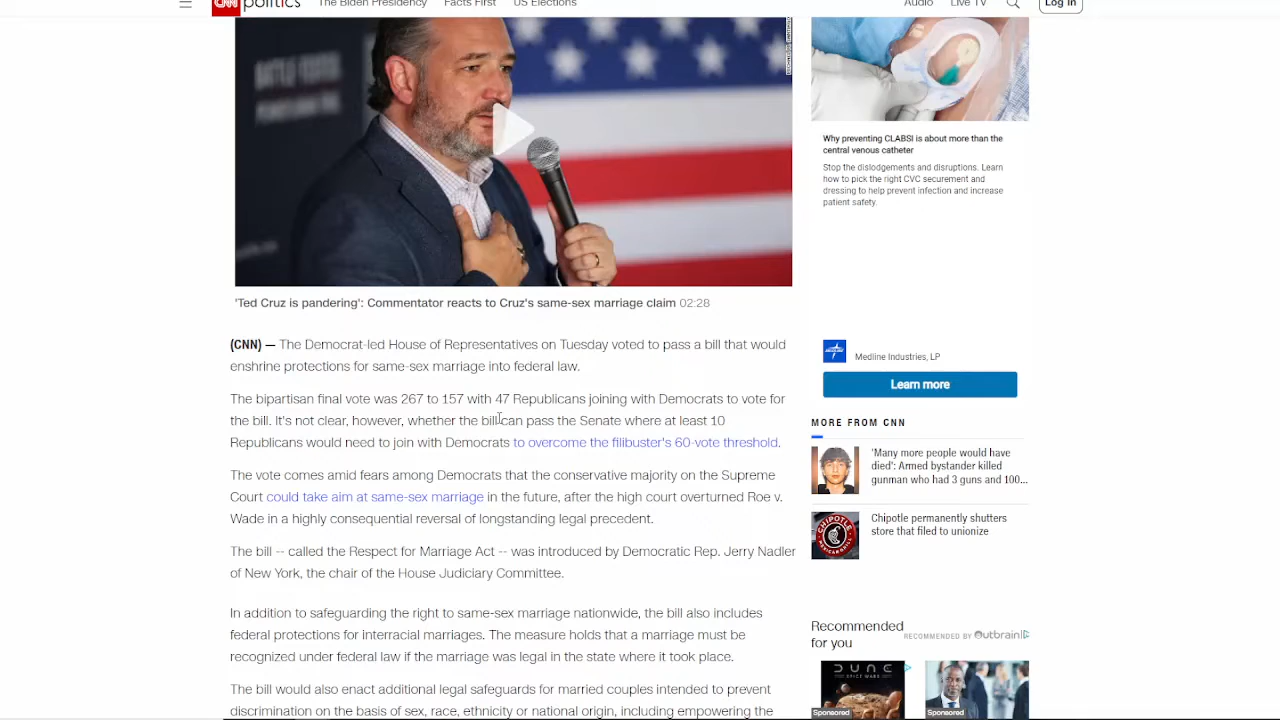 CNN politics The Biden Presidency Facts First US Elections Audio Live TV Log In
'Ted Cruz is pandering': Commentator reacts to Cruz's same-sex marriage claim 02:28
(CNN) — The Democrat-led House of Representatives on Tuesday voted to pass a bill that would
enshrine protections for same-sex marriage into federal law.
The bipartisan final vote was 267 to 157 with 47 Republicans joining with Democrats to vote for
the bill. It's not clear, however, whether the bill can pass the Senate where at least 10
Republicans would need to join with Democrats to overcome the filibuster's 60-vote threshold.
The vote comes amid fears among Democrats that the conservative majority on the Supreme
Court could take aim at same-sex marriage in the future, after the high court overturned Roe v.
Wade in a highly consequential reversal of longstanding legal precedent.
The bill -- called the Respect for Marriage Act -- was introduced by Democratic Rep. Jerry Nadler
of New York, the chair of the House Judiciary Committee.
In addition to safeguarding the right to same-sex marriage nationwide, the bill also includes
federal protections for interracial marriages. The measure holds that a marriage must be
recognized under federal law if the marriage was legal in the state where it took place.
The bill would also enact additional legal safeguards for married couples intended to prevent
discrimination on the basis of sex, race, ethnicity or national origin, including empowering the
Why preventing CLABSI is about more than the
central venous catheter
Stop the dislodgements and disruptions. Learn
how to pick the right CVC securement and
dressing to help prevent infection and increase
patient safety.
Medline Industries, LP
Learn more
MORE FROM CNN
'Many more people would have
died': Armed bystander killed
gunman who had 3 guns and 100...
CHIPOTLE
Chipotle permanently shutters
store that filed to unionize
Recommended
for you
RECOMMENDED BY Outbrain
DUNE
SPICE WARS
Sponsored
Sponsored